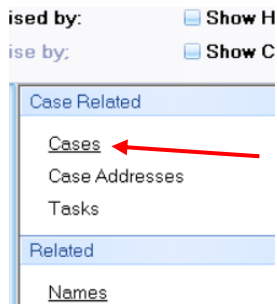 ised by: Show H
ise by: Show C
Case Related
Cases
Case Addresses
Tasks
Related
Names